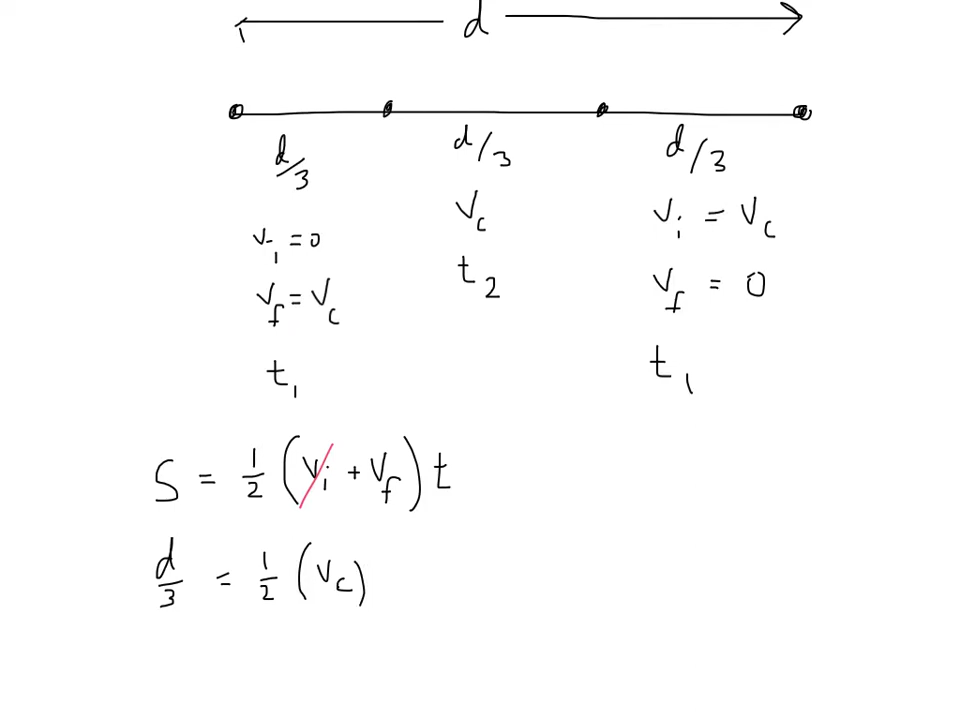 d
d/3 d/3 d/3
v_i = 0 v_c v_i = v_c
v_f = v_c t_2 v_f = 0
t_1 t_1
S = 1/2 (v_i + v_f) t
d/3 = 1/2 (v_c)